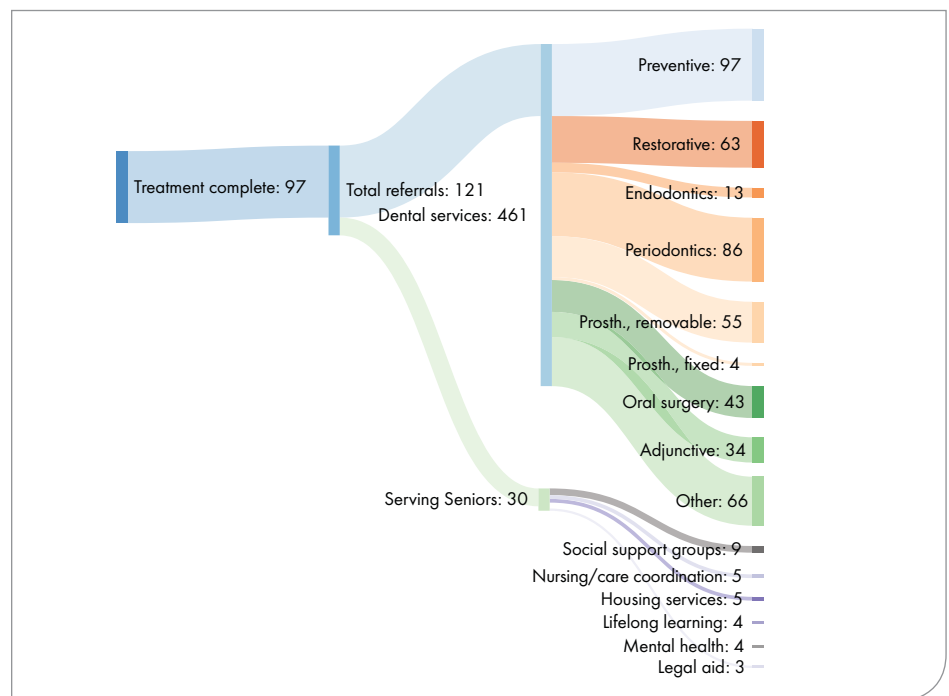 Preventive: 97
Restorative: 63
Treatment complete: 97
Total referrals: 121
Endodontics: 13
Dental services: 461
Periodontics: 86
Prosth., removable: 55
Prosth., fixed: 4
Oral surgery: 43
Adjunctive: 34
Serving Seniors: 30
Other: 66
Social support groups: 9
Nursing/care coordination: 5
Housing services: 5
Lifelong learning: 4
Mental health: 4
Legal aid: 3